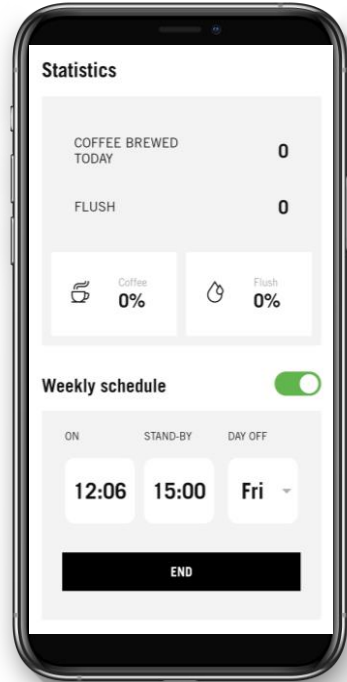 Statistics
COFFEE BREWED
TODAY
0
FLUSH
0
Coffee
0%
Flush
0%
Weekly schedule
ON
STAND-BY
DAY OFF
12:06
15:00
Fri
END